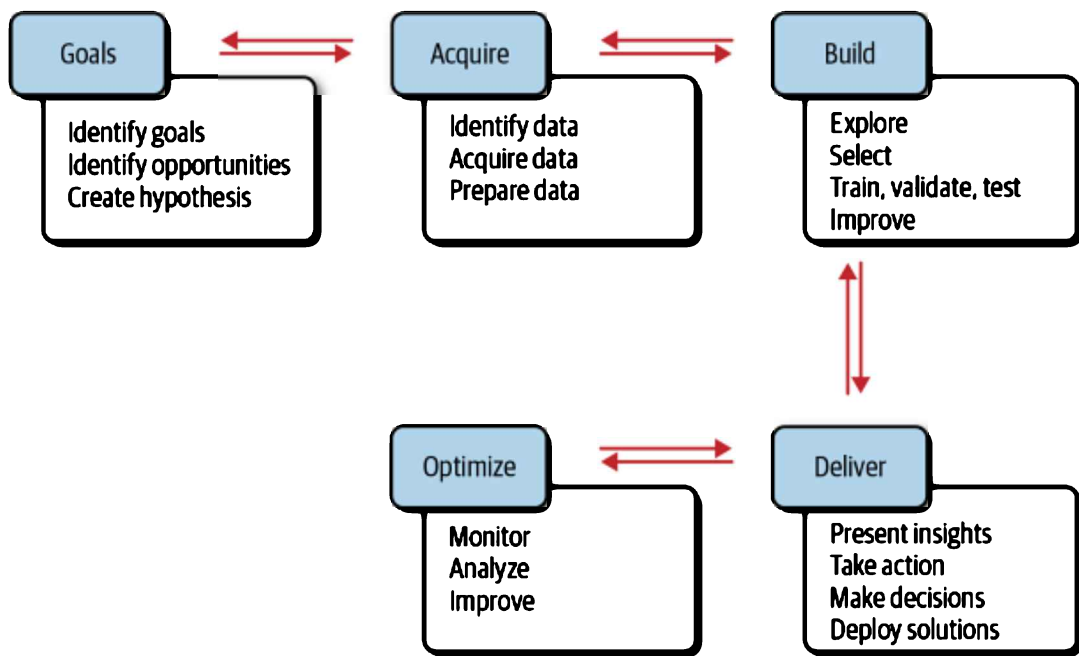 Goals
Identify goals
Identify opportunities
Create hypothesis
Acquire
Identify data
Acquire data
Prepare data
Build
Explore
Select
Train, validate, test
Improve
Deliver
Present insights
Take action
Make decisions
Deploy solutions
Optimize
Monitor
Analyze
Improve